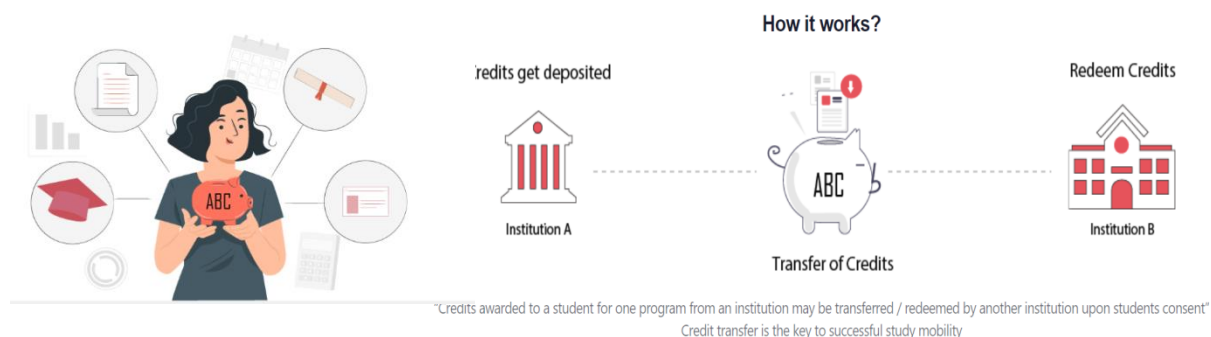 How it works?
redits get deposited
Redeem Credits
ABC
ABC
Institution A
Institution B
Transfer of Credits
"Credits awarded to a student for one program from an institution may be transferred / redeemed by another institution upon students consent"
Credit transfer is the key to successful study mobility